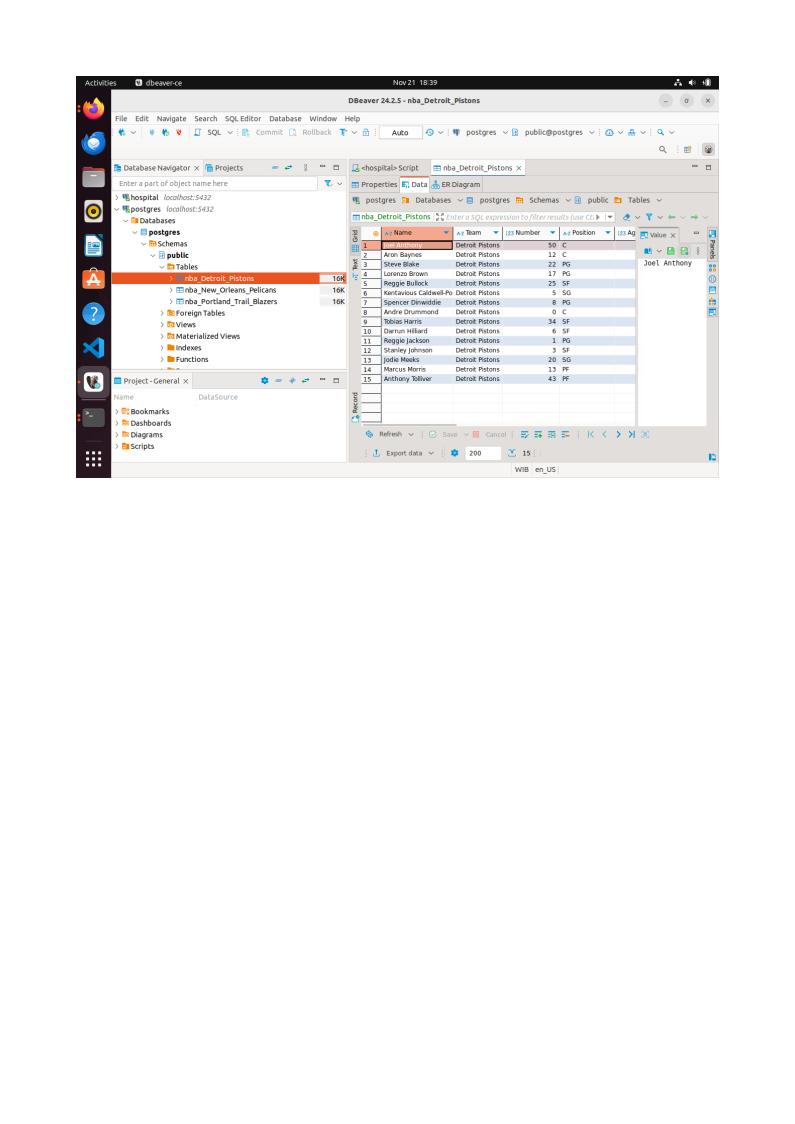 Activities dbeaver-ce Nov 21 18:39
DBeaver 24.2.5 - nba_Detroit_Pistons
File Edit Navigate Search SQL Editor Database Window Help
SQL Commit Rollback Auto postgres public@postgres
Database Navigator Projects
Enter a part of object name here
hospital localhost:5432
postgres localhost:5432
Databases
postgres
Schemas
public
Tables
nba_Detroit_Pistons 16K
nba_New_Orleans_Pelicans 16K
nba_Portland_Trail_Blazers 16K
Foreign Tables
Views
Materialized Views
Indexes
Functions
Project - General
Name DataSource
Bookmarks
Dashboards
Diagrams
Scripts
<hospital> Script nba_Detroit_Pistons
Properties Data ER Diagram
postgres Databases postgres Schemas public Tables
nba_Detroit_Pistons Enter a SQL expression to filter results (use Ct
Grid
Text
Record
A-Z Name A-Z Team 123 Number A-Z Position 123 Ag
1 Joel Anthony Detroit Pistons 50 C
2 Aron Baynes Detroit Pistons 12 C
3 Steve Blake Detroit Pistons 22 PG
4 Lorenzo Brown Detroit Pistons 17 PG
5 Reggie Bullock Detroit Pistons 25 SF
6 Kentavious Caldwell-Po Detroit Pistons 5 SG
7 Spencer Dinwiddie Detroit Pistons 8 PG
8 Andre Drummond Detroit Pistons 0 C
9 Tobias Harris Detroit Pistons 34 SF
10 Darrun Hilliard Detroit Pistons 6 SF
11 Reggie Jackson Detroit Pistons 1 PG
12 Stanley Johnson Detroit Pistons 3 SF
13 Jodie Meeks Detroit Pistons 20 SG
14 Marcus Morris Detroit Pistons 13 PF
15 Anthony Tolliver Detroit Pistons 43 PF
Value
Joel Anthony
Panels
Refresh Save Cancel
Export data 200 15
WIB en_US